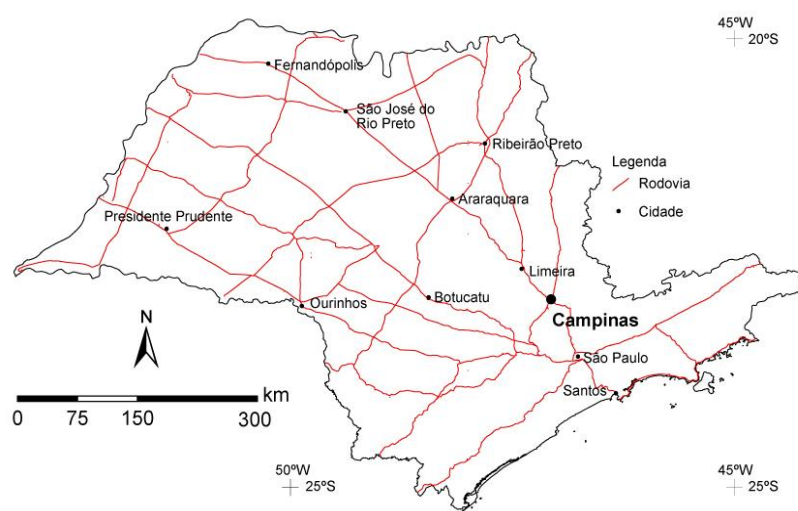 45ºW
20ºS
Fernandópolis
São José do
Rio Preto
Ribeirão Preto
Legenda
Rodovia
Cidade
Araraquara
Presidente Prudente
Limeira
Ourinhos
Botucatu
Campinas
N
São Paulo
Santos
km
0 75 150 300
50ºW
25ºS
45ºW
25ºS